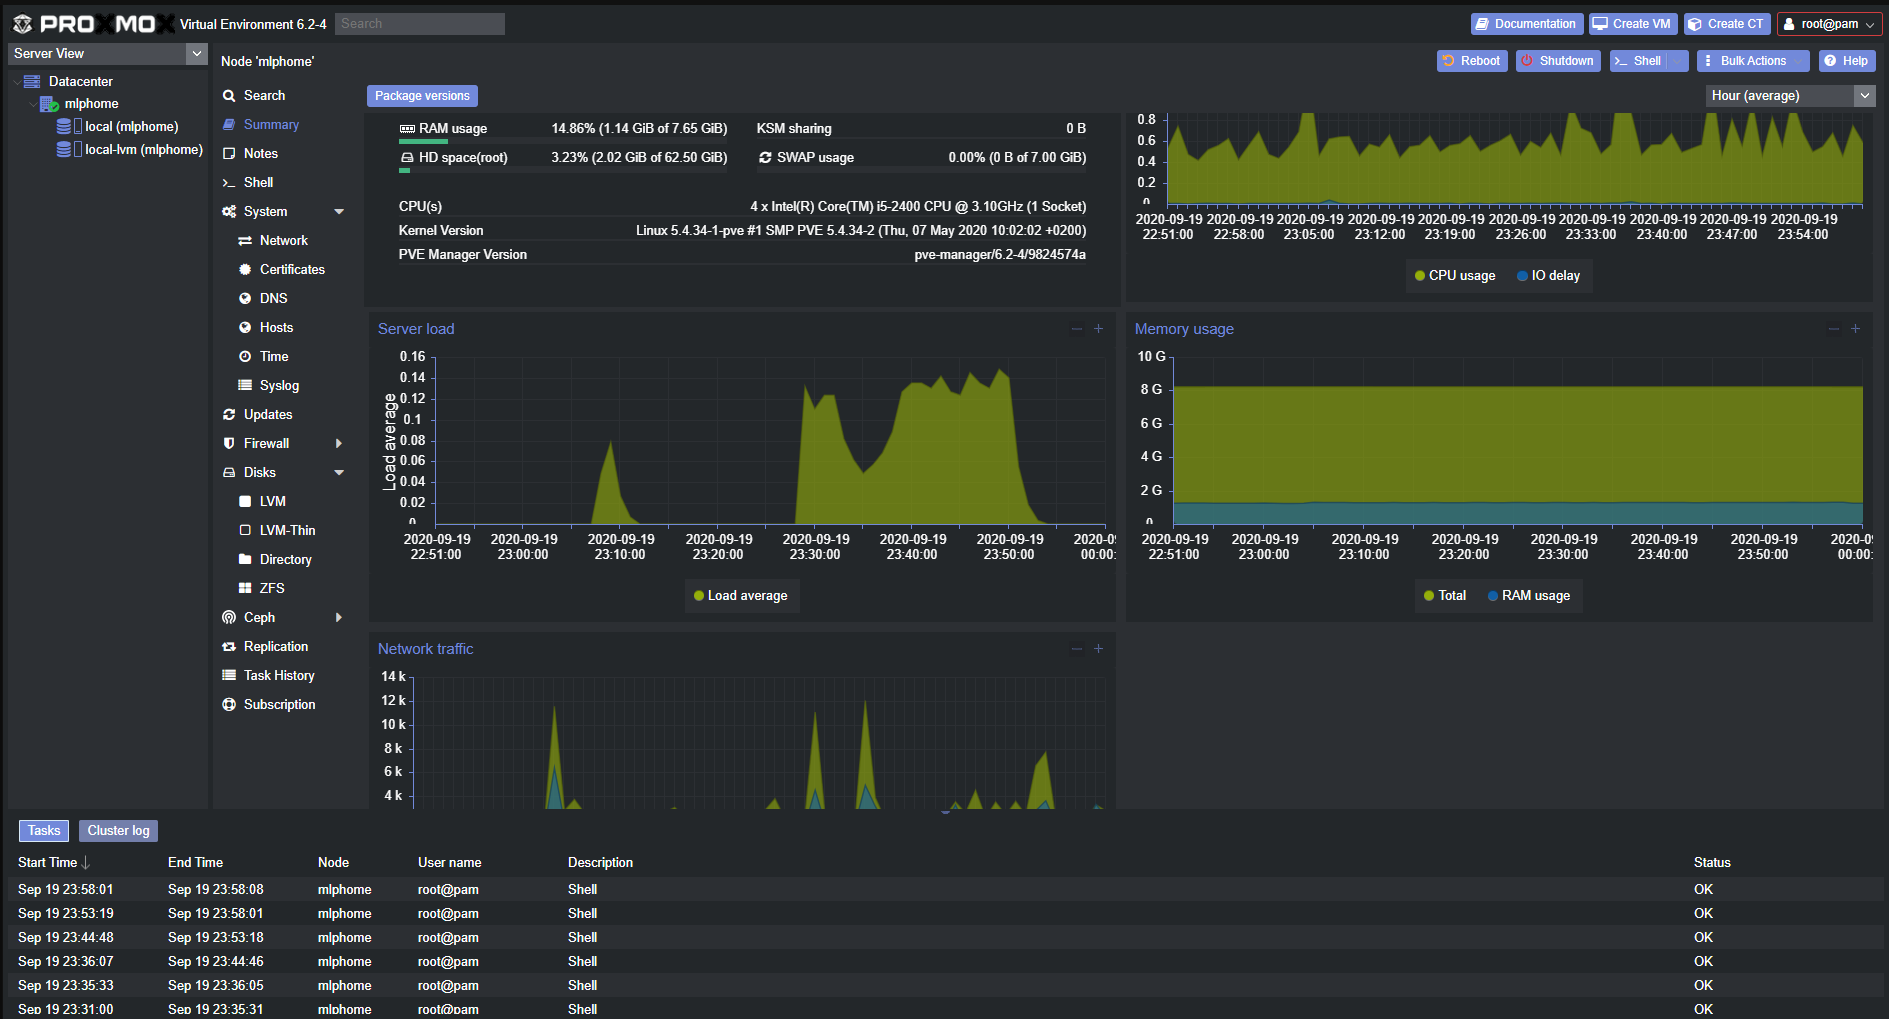 PROXMOX Virtual Environment 6.2-4 Search Documentation Create VM Create CT root@pam
Server View
Datacenter
mlphome
local (mlphome)
local-lvm (mlphome)
Node 'mlphome' Reboot Shutdown Shell Bulk Actions Help
Search
Summary
Notes
Shell
System
Network
Certificates
DNS
Hosts
Time
Syslog
Updates
Firewall
Disks
LVM
LVM-Thin
Directory
ZFS
Ceph
Replication
Task History
Subscription
Package versions Hour (average)
RAM usage 14.86% (1.14 GiB of 7.65 GiB) KSM sharing 0 B
HD space(root) 3.23% (2.02 GiB of 62.50 GiB) SWAP usage 0.00% (0 B of 7.00 GiB)
CPU(s) 4 x Intel(R) Core(TM) i5-2400 CPU @ 3.10GHz (1 Socket)
Kernel Version Linux 5.4.34-1-pve #1 SMP PVE 5.4.34-2 (Thu, 07 May 2020 10:02:02 +0200)
PVE Manager Version pve-manager/6.2-4/9824574a
0.8
0.6
0.4
0.2
0
2020-09-19 2020-09-19 2020-09-19 2020-09-19 2020-09-19 2020-09-19 2020-09-19 2020-09-19 2020-09-19 2020-09-19
22:51:00 22:58:00 23:05:00 23:12:00 23:19:00 23:26:00 23:33:00 23:40:00 23:47:00 23:54:00
CPU usage IO delay
Server load
Load average
0.16
0.14
0.12
0.1
0.08
0.06
0.04
0.02
0
2020-09-19 2020-09-19 2020-09-19 2020-09-19 2020-09-19 2020-09-19 2020-09-19 2020-0
22:51:00 23:00:00 23:10:00 23:20:00 23:30:00 23:40:00 23:50:00 00:00:
Load average
Memory usage
10 G
8 G
6 G
4 G
2 G
0
2020-09-19 2020-09-19 2020-09-19 2020-09-19 2020-09-19 2020-09-19 2020-09-19 2020-0
22:51:00 23:00:00 23:10:00 23:20:00 23:30:00 23:40:00 23:50:00 00:00:
Total RAM usage
Network traffic
14 k
12 k
10 k
8 k
6 k
4 k
Tasks Cluster log
Start Time End Time Node User name Description Status
Sep 19 23:58:01 Sep 19 23:58:08 mlphome root@pam Shell OK
Sep 19 23:53:19 Sep 19 23:58:01 mlphome root@pam Shell OK
Sep 19 23:44:48 Sep 19 23:53:18 mlphome root@pam Shell OK
Sep 19 23:36:07 Sep 19 23:44:46 mlphome root@pam Shell OK
Sep 19 23:35:33 Sep 19 23:36:05 mlphome root@pam Shell OK
Sep 19 23:31:00 Sep 19 23:35:31 mlphome root@pam Shell OK